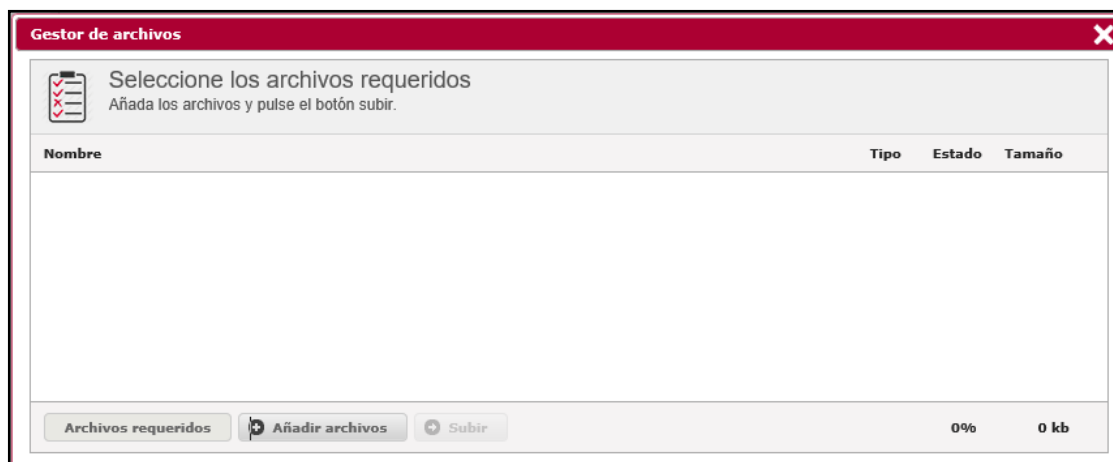 Gestor de archivos
Seleccione los archivos requeridos
Añada los archivos y pulse el botón subir.
Nombre Tipo Estado Tamaño
Archivos requeridos Añadir archivos Subir 0% 0 kb